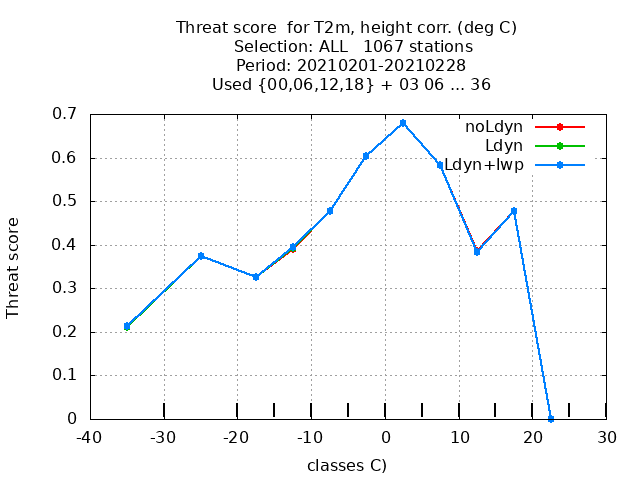 Threat score  for T2m, height corr. (deg C)
Selection: ALL   1067 stations
Period: 20210201-20210228
Used {00,06,12,18} + 03 06 ... 36
noLdyn
Ldyn
Ldyn+lwp
Threat score
0.7
0.6
0.5
0.4
0.3
0.2
0.1
0
-40 -30 -20 -10 0 10 20 30
classes C)